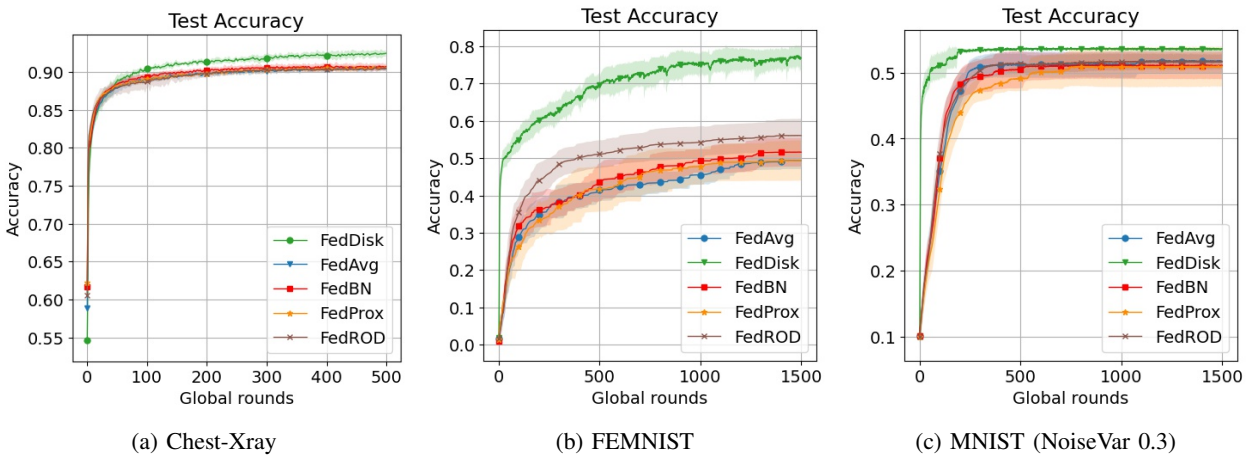 Test Accuracy
Accuracy
0.90
0.85
0.80
0.75
0.70
0.65
0.60
0.55
FedDisk
FedAvg
FedBN
FedProx
FedROD
0 100 200 300 400 500
Global rounds
(a) Chest-Xray
Test Accuracy
Accuracy
0.8
0.7
0.6
0.5
0.4
0.3
0.2
0.1
0.0
FedAvg
FedDisk
FedBN
FedProx
FedROD
0 500 1000 1500
Global rounds
(b) FEMNIST
Test Accuracy
Accuracy
0.5
0.4
0.3
0.2
0.1
FedAvg
FedDisk
FedBN
FedProx
FedROD
0 500 1000 1500
Global rounds
(c) MNIST (NoiseVar 0.3)